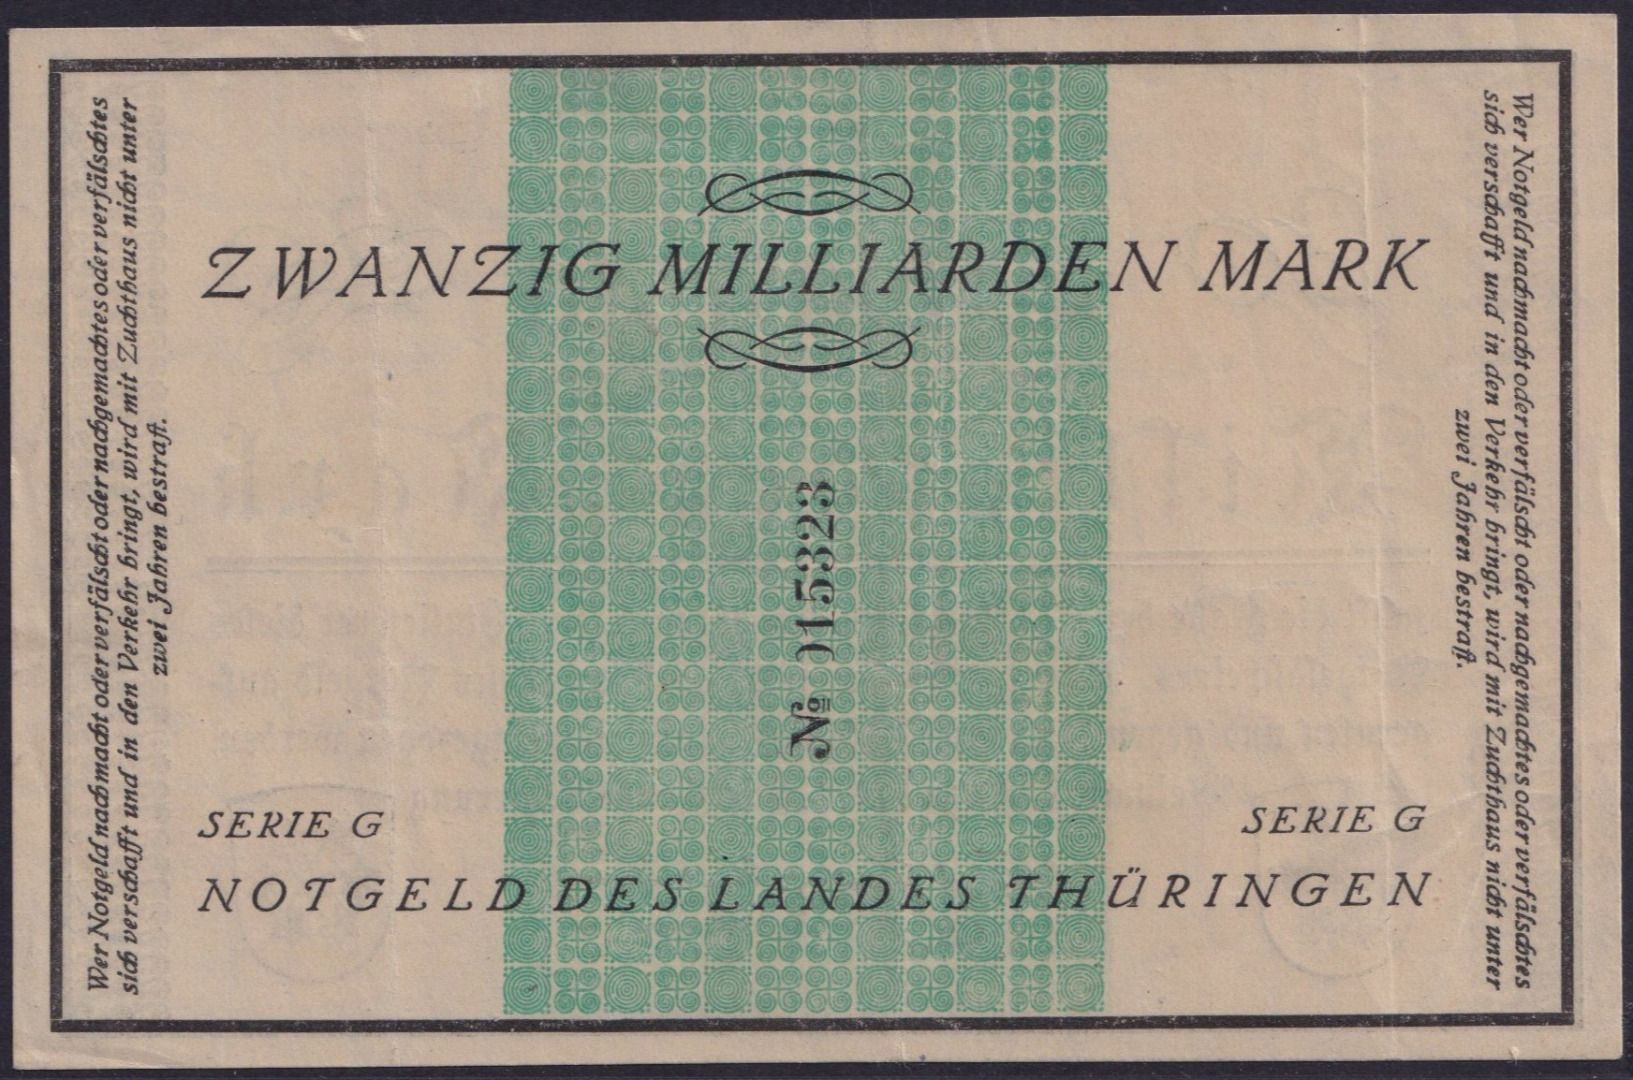 Wer Notgeld nachmacht oder verfälscht oder nachgemachtes oder verfälschtes
sich verschafft und in den Verkehr bringt, wird mit Zuchthaus nicht unter
zwei Jahren bestraft.
ZWANZIG MILLIARDEN MARK
№ )15323
SERIE G
SERIE G
NOTGELD DES LANDES THÜRINGEN
Wer Notgeld nachmacht oder verfälscht oder nachgemachtes oder verfälschtes
sich verschafft und in den Verkehr bringt, wird mit Zuchthaus nicht unter
zwei Jahren bestraft.